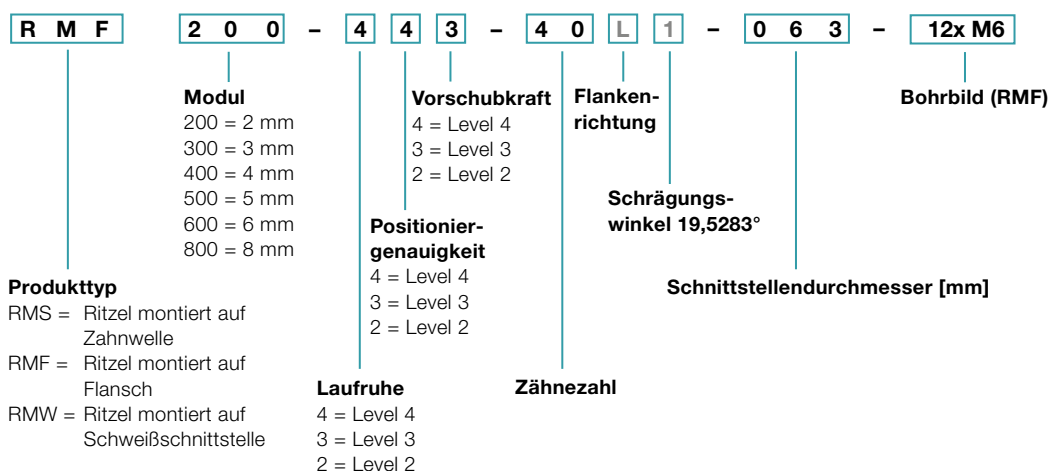 R M F 2 0 0 – 4 4 3 – 4 0 L 1 – 0 6 3 – 12x M6
Modul
200 = 2 mm
300 = 3 mm
400 = 4 mm
500 = 5 mm
600 = 6 mm
800 = 8 mm
Vorschubkraft
4 = Level 4
3 = Level 3
2 = Level 2
Flanken-
richtung
Bohrbild (RMF)
Positionier-
genauigkeit
4 = Level 4
3 = Level 3
2 = Level 2
Schrägungs-
winkel 19,5283°
Produkttyp
RMS = Ritzel montiert auf
Zahnwelle
RMF = Ritzel montiert auf
Flansch
RMW = Ritzel montiert auf
Schweißschnittstelle
Schnittstellendurchmesser [mm]
Laufruhe
4 = Level 4
3 = Level 3
2 = Level 2
Zähnezahl